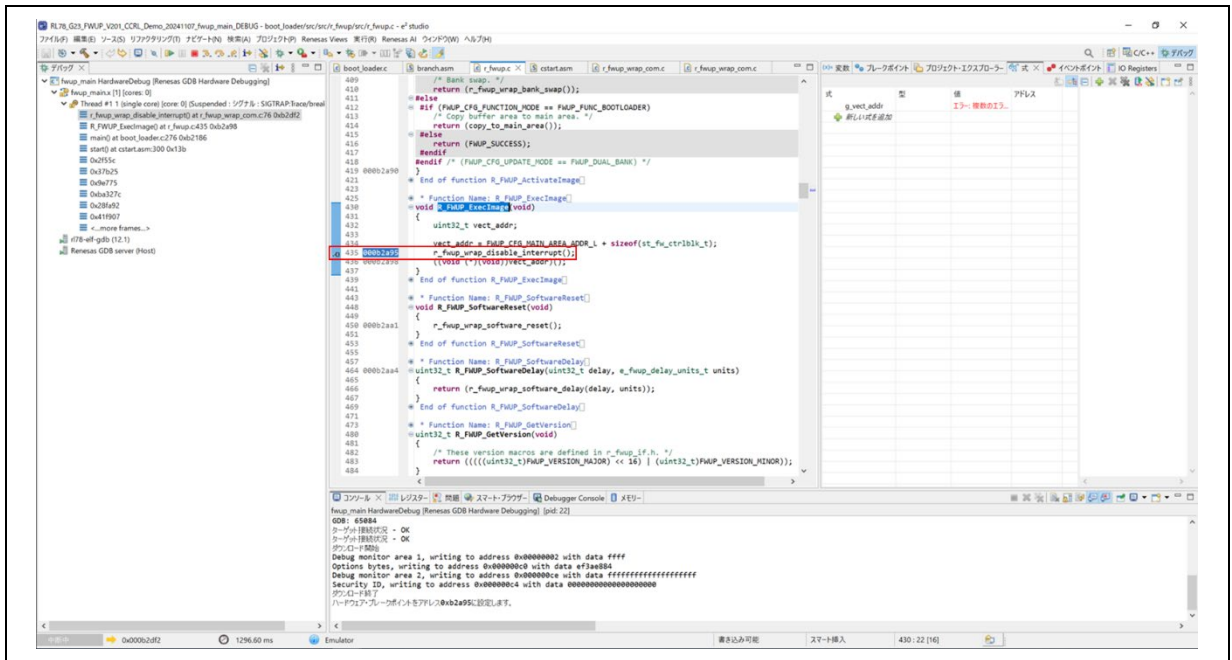 RL78_G23_FWUP_V201_CCRL_Demo_20241107_fwup_main_DEBUG - boot_loader/src/src/r_fwup/src/r_fwup.c - e² studio
ファイル(F) 編集(E) ソース(S) リファクタリング(T) ナビゲート(N) 検索(A) プロジェクト(P) Renesas Views 実行(R) Renesas AI ウィンドウ(W) ヘルプ(H)
C/C++ デバッグ
デバッグ
fwup_main HardwareDebug [Renesas GDB Hardware Debugging]
fwup_main.x [1] [cores: 0]
Thread #1 1 (single core) [core: 0] (Suspended : シグナル : SIGTRAP:Trace/breal
r_fwup_wrap_disable_interrupt() at r_fwup_wrap_com.c:76 0xb2df2
R_FWUP_ExecImage() at r_fwup.c:435 0xb2a98
main() at boot_loader.c:276 0xb2186
start() at cstart.asm:300 0x13b
0x2f55c
0x37b25
0x9e775
0xba327c
0x28fa92
0x41f907
<...more frames...>
rl78-elf-gdb (12.1)
Renesas GDB server (Host)
boot_loader.c branch.asm r_fwup.c cstart.asm r_fwup_wrap_com.c r_fwup_wrap_com.c
409 /* Bank swap. */
410 return (r_fwup_wrap_bank_swap());
411 #else
412 #if (FWUP_CFG_FUNCTION_MODE == FWUP_FUNC_BOOTLOADER)
413 /* Copy buffer area to main area. */
414 return (copy_to_main_area());
415 #else
416 return (FWUP_SUCCESS);
417 #endif
418 #endif /* (FWUP_CFG_UPDATE_MODE == FWUP_DUAL_BANK) */
419 000b2a90 }
421 End of function R_FWUP_ActivateImage
423
425 * Function Name: R_FWUP_ExecImage
430 void R_FWUP_ExecImage(void)
431 {
432 uint32_t vect_addr;
433
434 vect_addr = FWUP_CFG_MAIN_AREA_ADDR_L + sizeof(st_fw_ctrlblk_t);
435 000b2a95 r_fwup_wrap_disable_interrupt();
436 000b2a98 ((void (*)(void))vect_addr)();
437 }
439 End of function R_FWUP_ExecImage
441
443 * Function Name: R_FWUP_SoftwareReset
448 void R_FWUP_SoftwareReset(void)
449 {
450 000b2aa1 r_fwup_wrap_software_reset();
451 }
453 End of function R_FWUP_SoftwareReset
455
457 * Function Name: R_FWUP_SoftwareDelay
464 000b2aa4 uint32_t R_FWUP_SoftwareDelay(uint32_t delay, e_fwup_delay_units_t units)
465 {
466 return (r_fwup_wrap_software_delay(delay, units));
467 }
469 End of function R_FWUP_SoftwareDelay
471
473 * Function Name: R_FWUP_GetVersion
480 uint32_t R_FWUP_GetVersion(void)
481 {
482 /* These version macros are defined in r_fwup_if.h. */
483 return (((((uint32_t)FWUP_VERSION_MAJOR) << 16) | (uint32_t)FWUP_VERSION_MINOR));
484 }
変数 ブレークポイント プロジェクト・エクスプローラー 式 イベントポイント IO Registers
式 型 値 アドレス
g_vect_addr エラー: 複数のエラ...
新しい式を追加
コンソール レジスター 問題 スマート・ブラウザー Debugger Console メモリー
fwup_main HardwareDebug [Renesas GDB Hardware Debugging] [pid: 22]
GDB: 65084
ターゲット接続状況 - OK
ターゲット接続状況 - OK
ダウンロード開始
Debug monitor area 1, writing to address 0x00000002 with data ffff
Options bytes, writing to address 0x000000c0 with data ef3ae884
Debug monitor area 2, writing to address 0x000000ce with data ffffffffffffffffffff
Security ID, writing to address 0x000000c4 with data 00000000000000000000
ダウンロード終了
ハードウェア・ブレークポイントをアドレス0xb2a95に設定します。
中断中 0x000b2df2 1296.60 ms Emulator 書き込み可能 スマート挿入 430 : 22 [16]